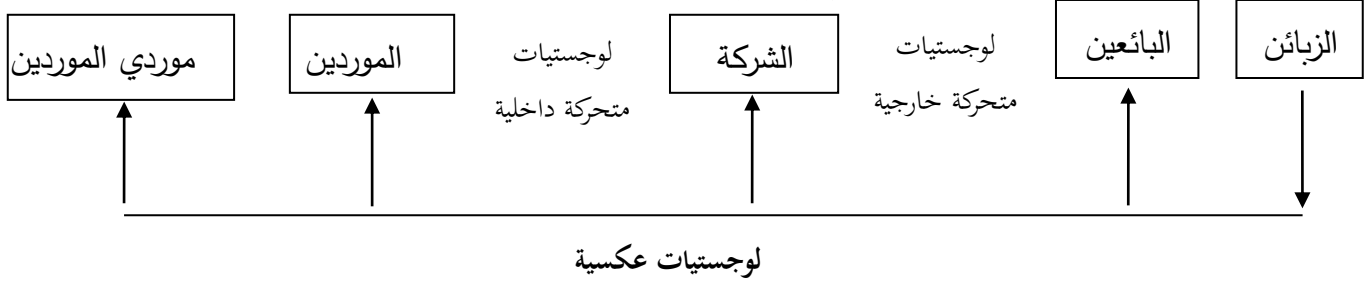 الزبائن
البائعين
لوجستيات
متحركة خارجية
الشركة
لوجستيات
متحركة داخلية
الموردين
موردي الموردين
لوجستيات عكسية